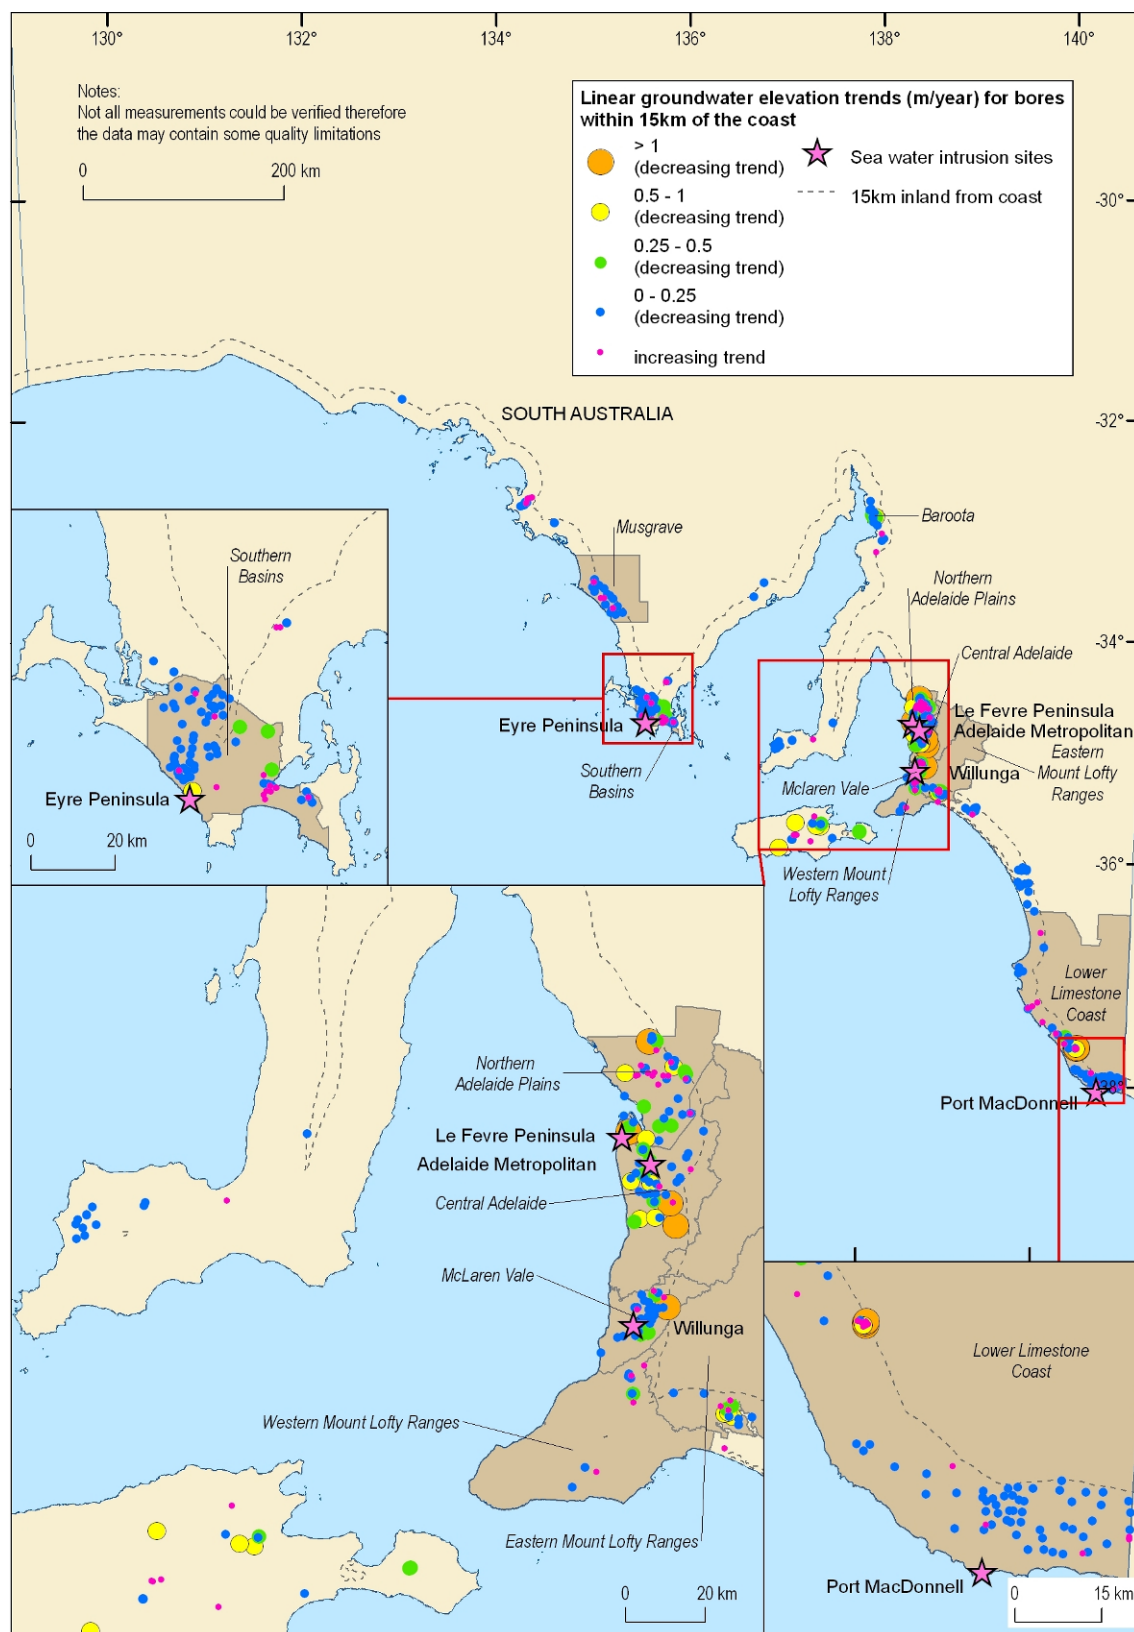 130°
132°
134°
136°
138°
140°
Notes:
Not all measurements could be verified therefore
the data may contain some quality limitations
0
200 km
Linear groundwater elevation trends (m/year) for bores
within 15km of the coast
> 1
(decreasing trend)
0.5 - 1
(decreasing trend)
0.25 - 0.5
(decreasing trend)
0 - 0.25
(decreasing trend)
increasing trend
Sea water intrusion sites
15km inland from coast
-30°
-32°
-34°
-36°
-38°
SOUTH AUSTRALIA
Musgrave
Baroota
Northern
Adelaide Plains
Central Adelaide
Le Fevre Peninsula
Adelaide Metropolitan
Eastern
Mount Lofty
Ranges
Willunga
Mclaren Vale
Western Mount
Lofty Ranges
Eyre Peninsula
Southern
Basins
Lower
Limestone
Coast
Port MacDonnell
Southern
Basins
Eyre Peninsula
0
20 km
Northern
Adelaide Plains
Le Fevre Peninsula
Adelaide Metropolitan
Central Adelaide
McLaren Vale
Willunga
Western Mount Lofty Ranges
Eastern Mount Lofty Ranges
0
20 km
Lower Limestone
Coast
Port MacDonnell
0
15 km